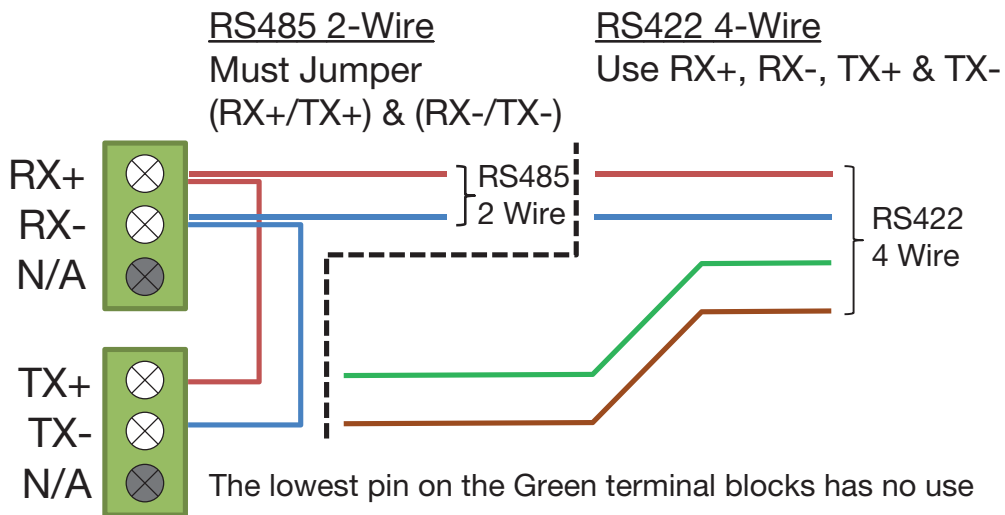 RS485 2-Wire
Must Jumper
(RX+/TX+) & (RX-/TX-)
RS422 4-Wire
Use RX+, RX-, TX+ & TX-
RX+
RX-
N/A
RS485
2 Wire
RS422
4 Wire
TX+
TX-
N/A
The lowest pin on the Green terminal blocks has no use